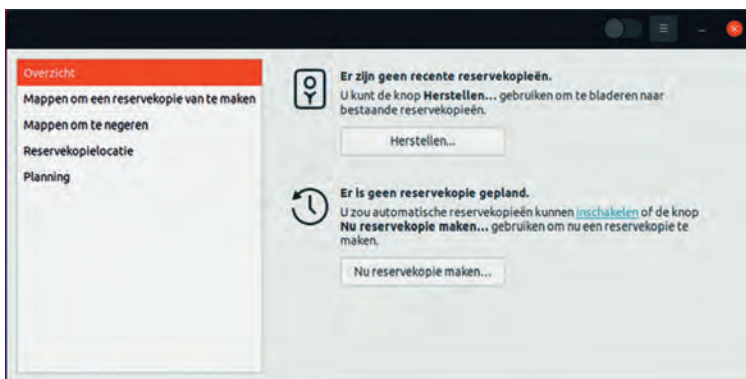 Overzicht
Mappen om een reservekopie van te maken
Mappen om te negeren
Reservekopielocatie
Planning
Er zijn geen recente reservekopieën.
U kunt de knop Herstellen... gebruiken om te bladeren naar
bestaande reservekopieën.
Herstellen...
Er is geen reservekopie gepland.
U zou automatische reservekopieën kunnen inschakelen of de knop
Nu reservekopie maken... gebruiken om nu een reservekopie te
maken.
Nu reservekopie maken...